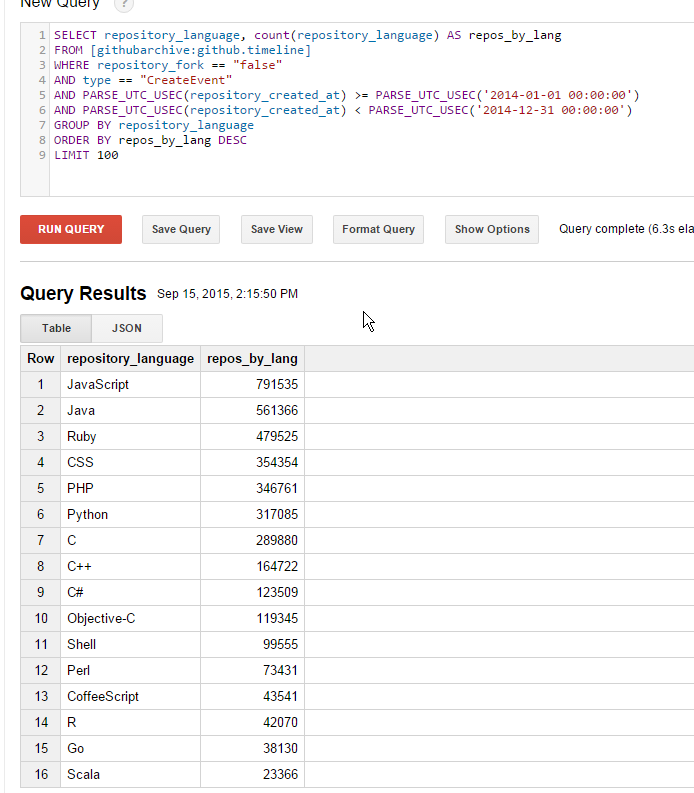 New Query ?
1 SELECT repository_language, count(repository_language) AS repos_by_lang
2 FROM [githubarchive:github.timeline]
3 WHERE repository_fork == "false"
4 AND type == "CreateEvent"
5 AND PARSE_UTC_USEC(repository_created_at) >= PARSE_UTC_USEC('2014-01-01 00:00:00')
6 AND PARSE_UTC_USEC(repository_created_at) < PARSE_UTC_USEC('2014-12-31 00:00:00')
7 GROUP BY repository_language
8 ORDER BY repos_by_lang DESC
9 LIMIT 100
RUN QUERY Save Query Save View Format Query Show Options Query complete (6.3s ela
Query Results Sep 15, 2015, 2:15:50 PM
Table JSON
Row repository_language repos_by_lang
1 JavaScript 791535
2 Java 561366
3 Ruby 479525
4 CSS 354354
5 PHP 346761
6 Python 317085
7 C 289880
8 C++ 164722
9 C# 123509
10 Objective-C 119345
11 Shell 99555
12 Perl 73431
13 CoffeeScript 43541
14 R 42070
15 Go 38130
16 Scala 23366